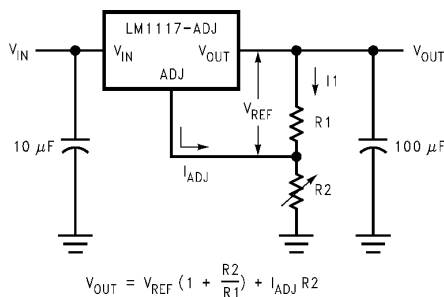 LM1117-ADJ
V_IN
V_IN
V_OUT
V_OUT
ADJ
I1
V_REF
R1
10 μF
100 μF
I_ADJ
R2
V_OUT = V_REF (1 + R2/R1) + I_ADJ R2